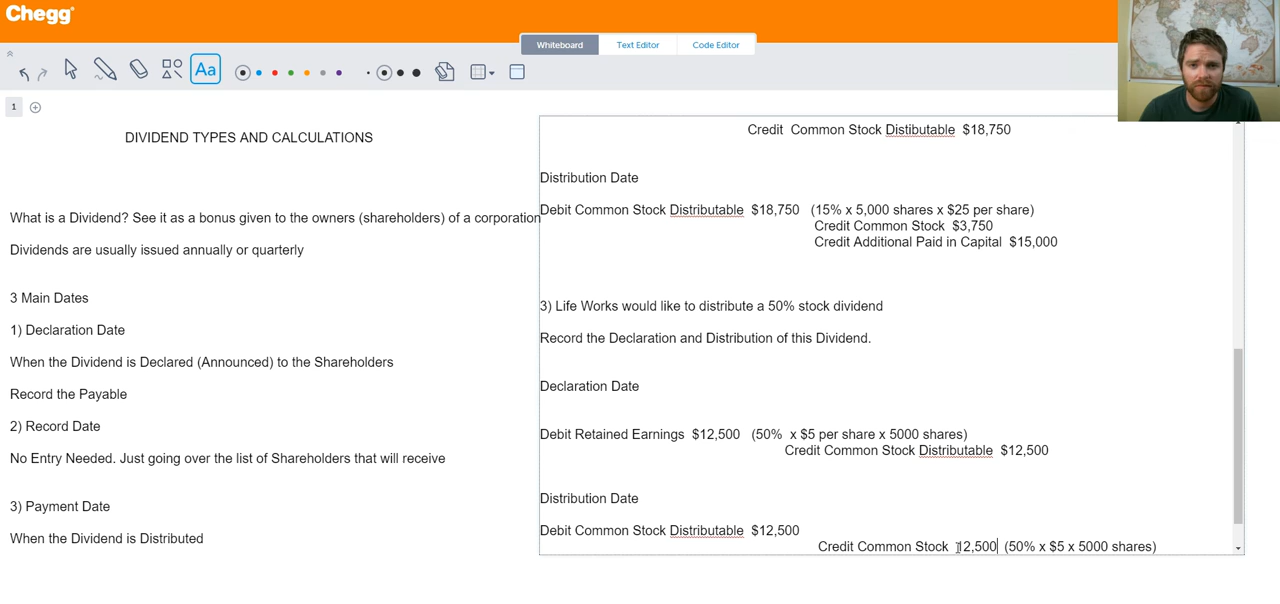 Chegg
Whiteboard
Text Editor
Code Editor
Aa
1
DIVIDEND TYPES AND CALCULATIONS
What is a Dividend? See it as a bonus given to the owners (shareholders) of a corporation
Dividends are usually issued annually or quarterly
3 Main Dates
1) Declaration Date
When the Dividend is Declared (Announced) to the Shareholders
Record the Payable
2) Record Date
No Entry Needed. Just going over the list of Shareholders that will receive
3) Payment Date
When the Dividend is Distributed
Credit Common Stock Distibutable $18,750
Distribution Date
Debit Common Stock Distributable $18,750 (15% x 5,000 shares x $25 per share)
Credit Common Stock $3,750
Credit Additional Paid in Capital $15,000
3) Life Works would like to distribute a 50% stock dividend
Record the Declaration and Distribution of this Dividend.
Declaration Date
Debit Retained Earnings $12,500 (50% x $5 per share x 5000 shares)
Credit Common Stock Distributable $12,500
Distribution Date
Debit Common Stock Distributable $12,500
Credit Common Stock 12,500 (50% x $5 x 5000 shares)